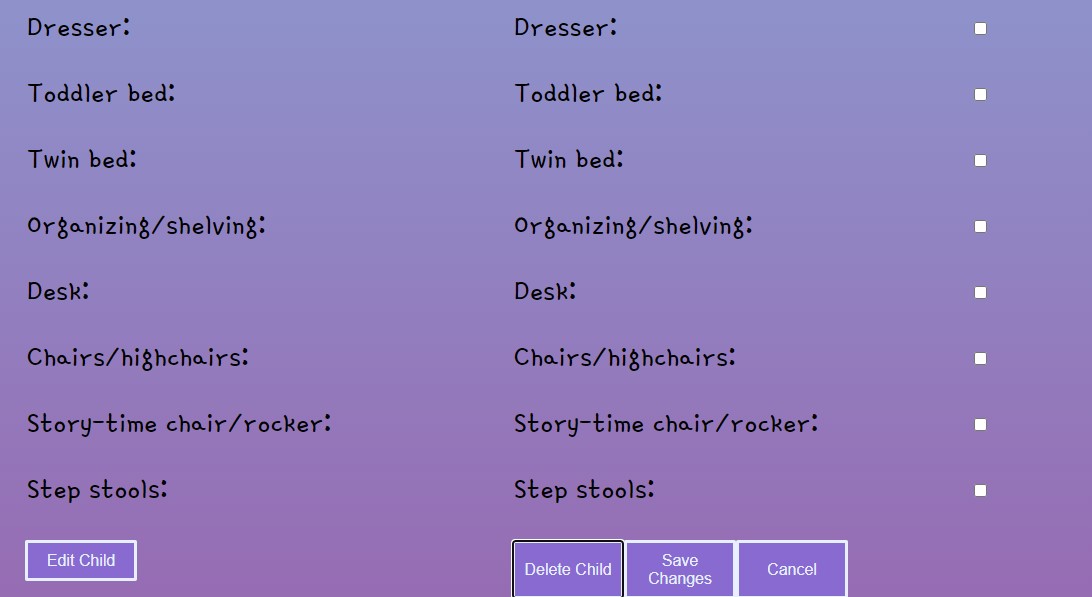 Dresser: Dresser:
Toddler bed: Toddler bed:
Twin bed: Twin bed:
Organizing/shelving: Organizing/shelving:
Desk: Desk:
Chairs/highchairs: Chairs/highchairs:
Story-time chair/rocker: Story-time chair/rocker:
Step stools: Step stools:
Edit Child Delete Child Save
Changes Cancel